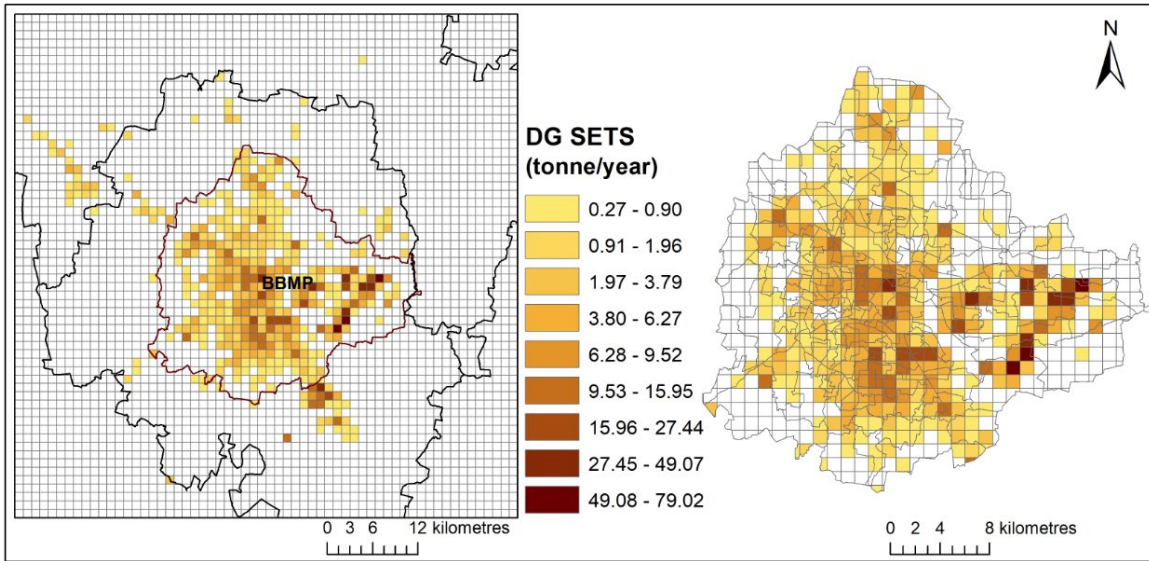 N
DG SETS
(tonne/year)
0.27 - 0.90
0.91 - 1.96
1.97 - 3.79
3.80 - 6.27
6.28 - 9.52
9.53 - 15.95
15.96 - 27.44
27.45 - 49.07
49.08 - 79.02
BBMP
0 3 6 12 kilometres
0 2 4 8 kilometres